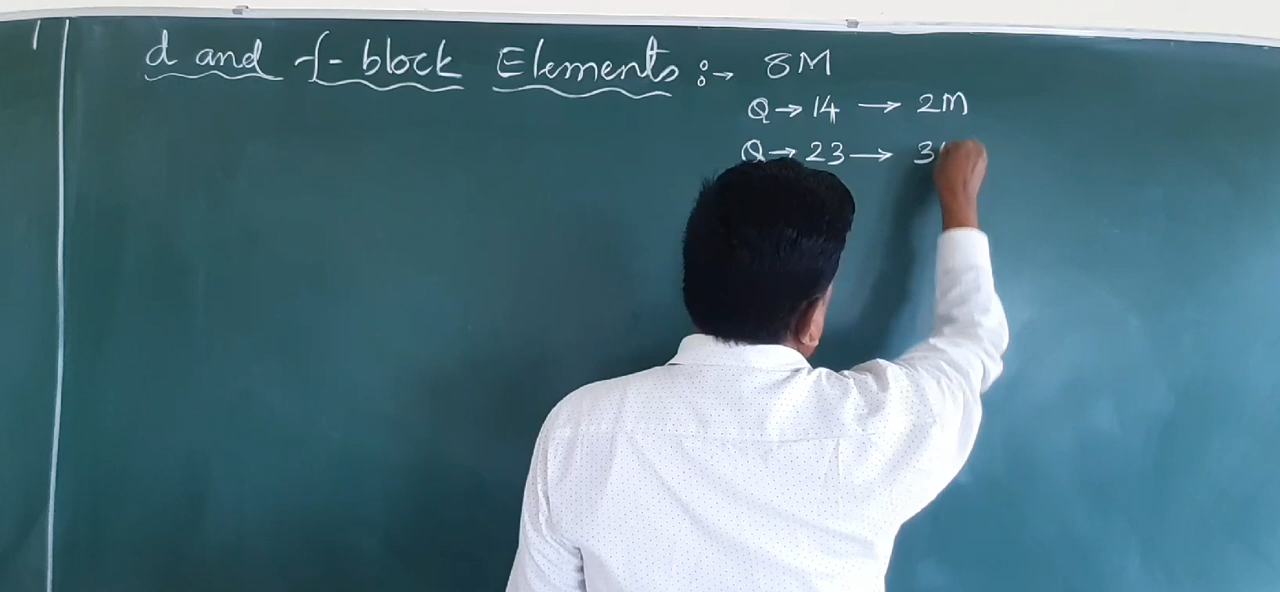 d and f-block Elements :→ 8M
Q → 14 → 2M
Q → 23 → 3